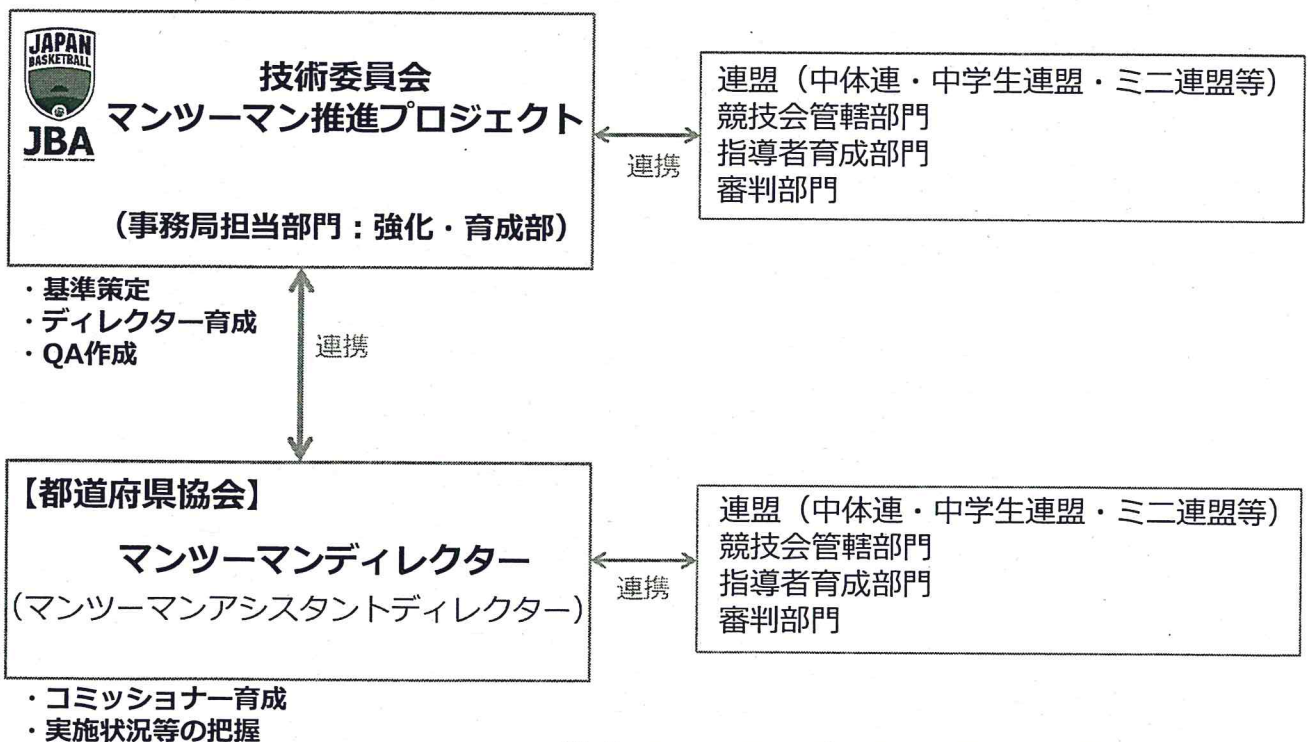 JAPAN
BASKETBALL
JBA
技術委員会
マンツーマン推進プロジェクト
(事務局担当部門:強化・育成部)
連携
連盟(中体連・中学生連盟・ミニ連盟等)
競技会管轄部門
指導者育成部門
審判部門
・基準策定
・ディレクター育成
・QA作成
連携
【都道府県協会】
マンツーマンディレクター
(マンツーマンアシスタントディレクター)
連携
連盟(中体連・中学生連盟・ミニ連盟等)
競技会管轄部門
指導者育成部門
審判部門
・コミッショナー育成
・実施状況等の把握